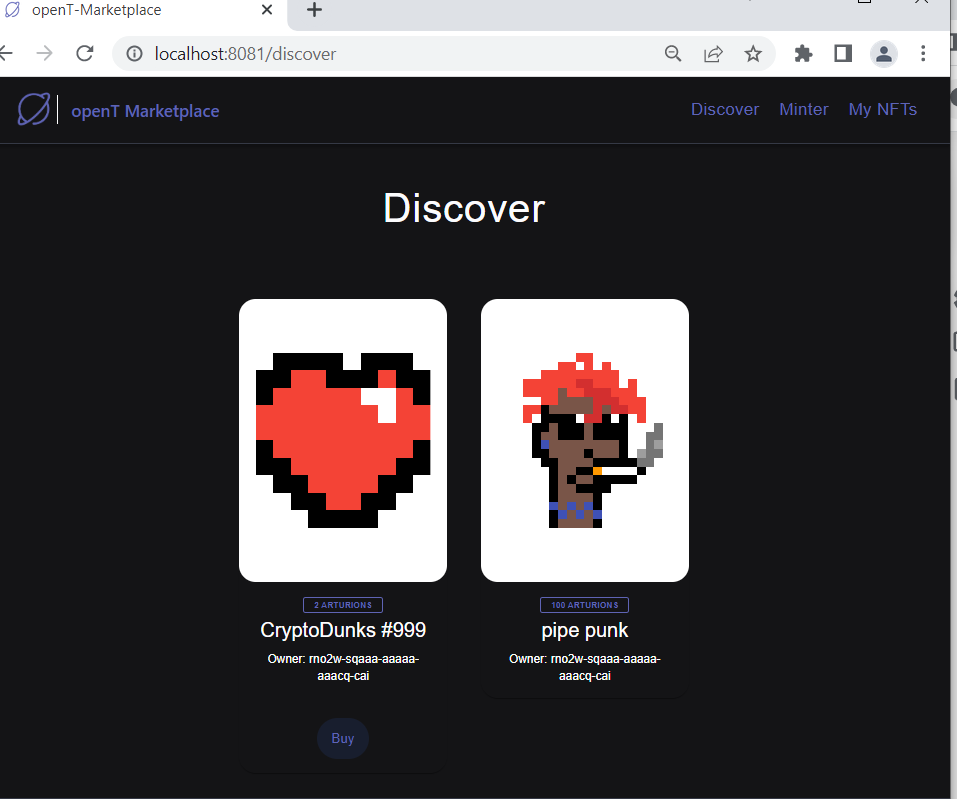 openT-Marketplace
localhost:8081/discover
openT Marketplace
Discover
Minter
My NFTs
Discover
2 ARTURIONS
CryptoDunks #999
Owner: rno2w-sqaaa-aaaaa-
aaacq-cai
Buy
100 ARTURIONS
pipe punk
Owner: rno2w-sqaaa-aaaaa-
aaacq-cai